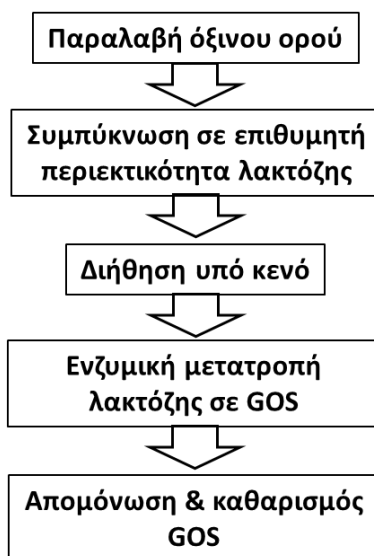 Παραλαβή όξινου ορού
Συμπύκνωση σε επιθυμητή
περιεκτικότητα λακτόζης
Διήθηση υπό κενό
Ενζυμική μετατροπή
λακτόζης σε GOS
Απομόνωση & καθαρισμός
GOS